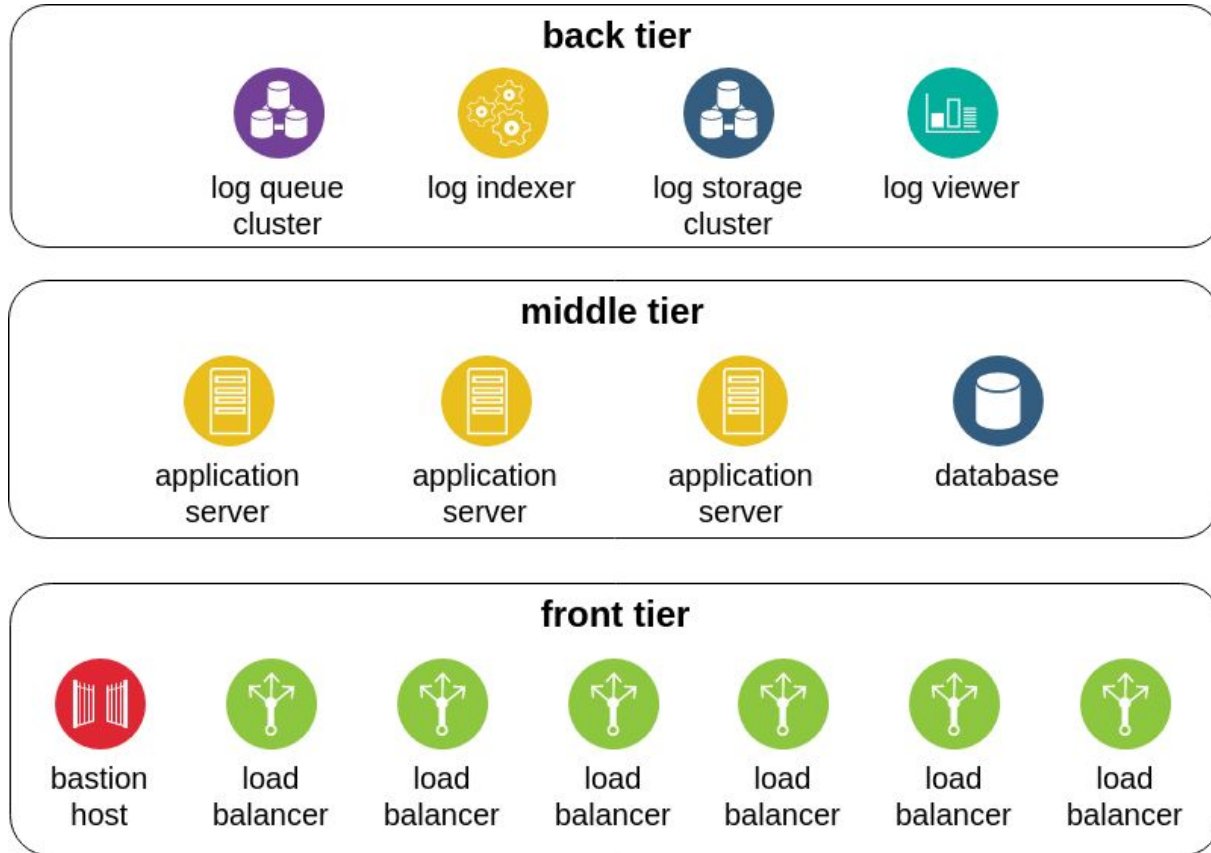 back tier
log queue
cluster
log indexer
log storage
cluster
log viewer
middle tier
application
server
application
server
application
server
database
front tier
bastion
host
load
balancer
load
balancer
load
balancer
load
balancer
load
balancer
load
balancer